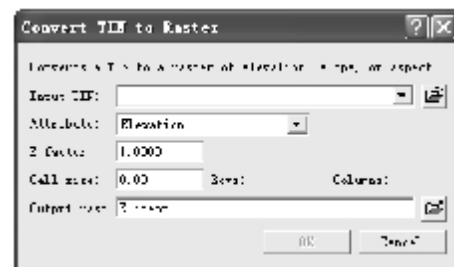 Convert TIN to Raster
Converts a TIN to a raster of elevation, slope, or aspect
Input TIN:
Attribute: Elevation
Z factor 1.0000
Cell size: 0.00 Rows: Columns:
Output rast
OK Cancel